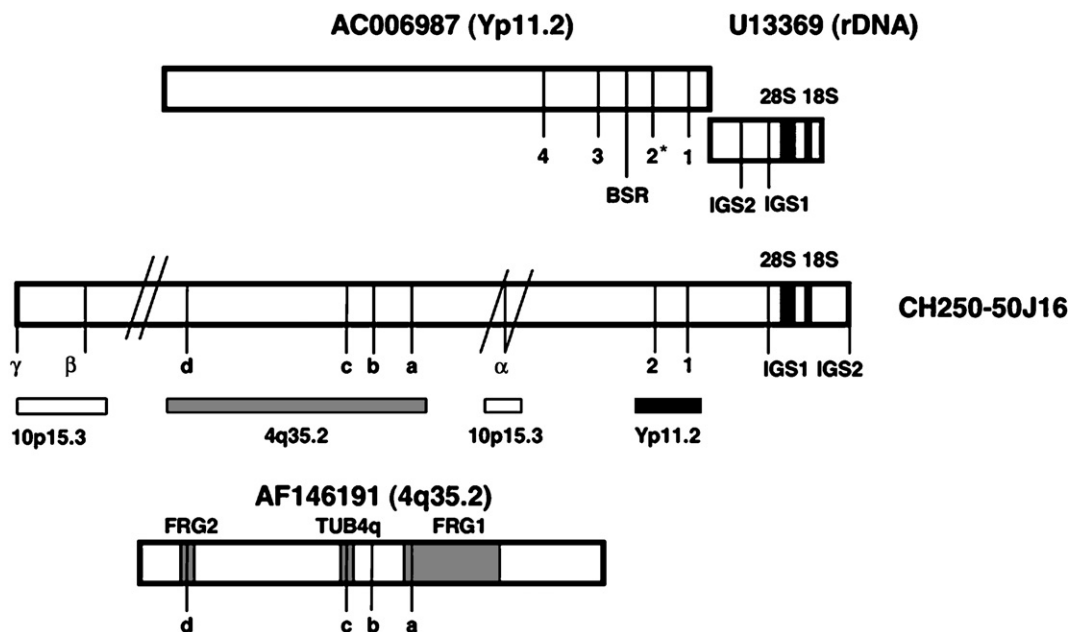 AC006987 (Yp11.2) U13369 (rDNA)
28S 18S
4 3 2* 1
BSR
IGS2 IGS1
28S 18S
CH250-50J16
γ β d c b a α 2 1 IGS1 IGS2
10p15.3 4q35.2 10p15.3 Yp11.2
AF146191 (4q35.2)
FRG2 TUB4q FRG1
d c b a